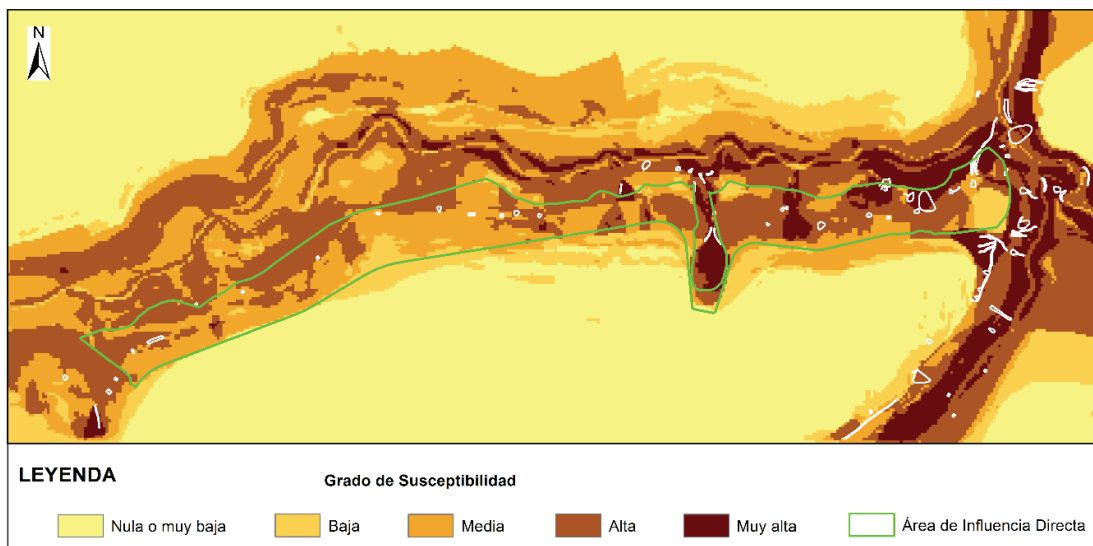 N
LEYENDA
Grado de Susceptibilidad
Nula o muy baja
Baja
Media
Alta
Muy alta
Área de Influencia Directa